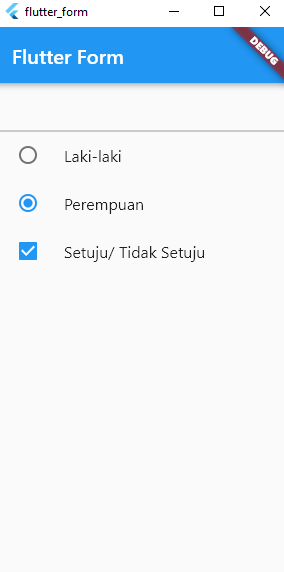 flutter_form
Flutter Form
DEBUG
Laki-laki
Perempuan
Setuju/ Tidak Setuju